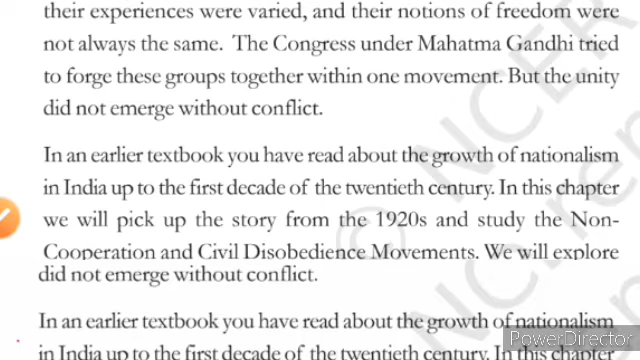 their experiences were varied, and their notions of freedom were
not always the same. The Congress under Mahatma Gandhi tried
to forge these groups together within one movement. But the unity
did not emerge without conflict.
In an earlier textbook you have read about the growth of nationalism
in India up to the first decade of the twentieth century. In this chapter
we will pick up the story from the 1920s and study the Non-
Cooperation and Civil Disobedience Movements. We will explore
did not emerge without conflict.
In an earlier textbook you have read about the growth of nationalism
in India up to the first decade of the twentieth century. In this chapter
© NCER
PowerDirector